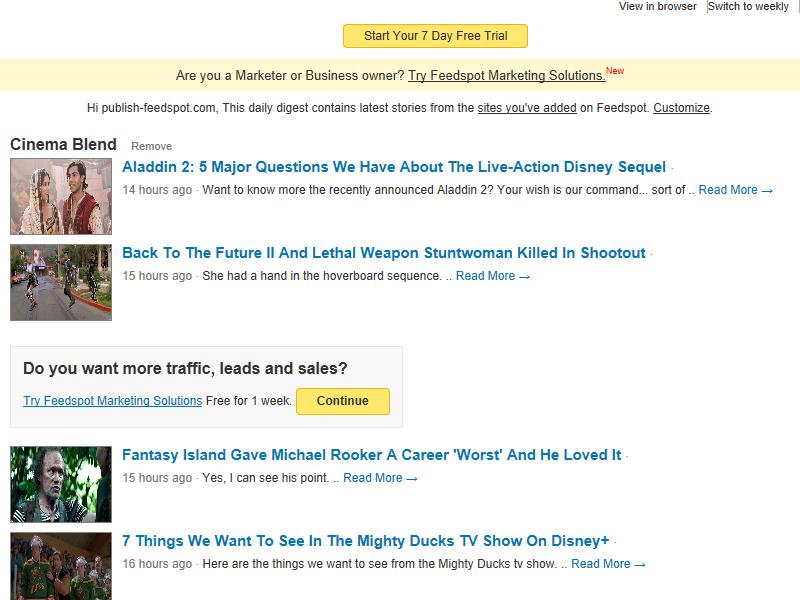 View in browser Switch to weekly
Start Your 7 Day Free Trial
Are you a Marketer or Business owner? Try Feedspot Marketing Solutions.New
Hi publish-feedspot.com, This daily digest contains latest stories from the sites you've added on Feedspot. Customize.
Cinema Blend Remove
Aladdin 2: 5 Major Questions We Have About The Live-Action Disney Sequel ·
14 hours ago · Want to know more the recently announced Aladdin 2? Your wish is our command... sort of .. Read More →
Back To The Future II And Lethal Weapon Stuntwoman Killed In Shootout ·
15 hours ago · She had a hand in the hoverboard sequence. .. Read More →
Do you want more traffic, leads and sales?
Try Feedspot Marketing Solutions Free for 1 week. Continue
Fantasy Island Gave Michael Rooker A Career 'Worst' And He Loved It ·
15 hours ago · Yes, I can see his point. .. Read More →
7 Things We Want To See In The Mighty Ducks TV Show On Disney+ ·
16 hours ago · Here are the things we want to see from the Mighty Ducks tv show. .. Read More →